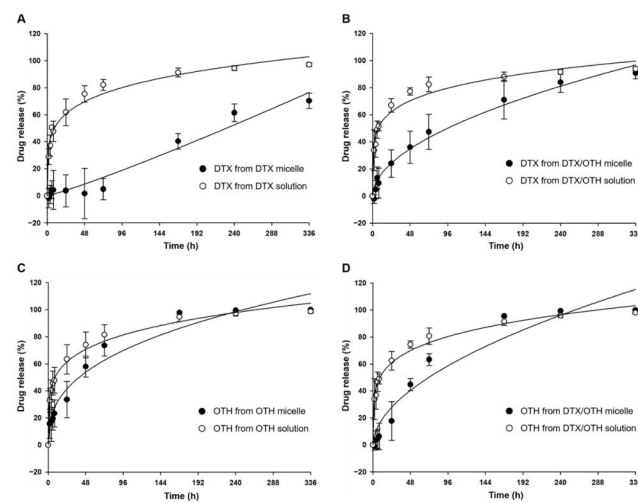 A
Drug release (%)
120
100
80
60
40
20
0
−20
DTX from DTX micelle
DTX from DTX solution
0 48 96 144 192 240 288 336
Time (h)
B
Drug release (%)
120
100
80
60
40
20
0
−20
DTX from DTX/OTH micelle
DTX from DTX/OTH solution
0 48 96 144 192 240 288 336
Time (h)
C
Drug release (%)
120
100
80
60
40
20
0
−20
OTH from OTH micelle
OTH from OTH solution
0 48 96 144 192 240 288 336
Time (h)
D
Drug release (%)
120
100
80
60
40
20
0
−20
OTH from DTX/OTH micelle
OTH from DTX/OTH solution
0 48 96 144 192 240 288 336
Time (h)